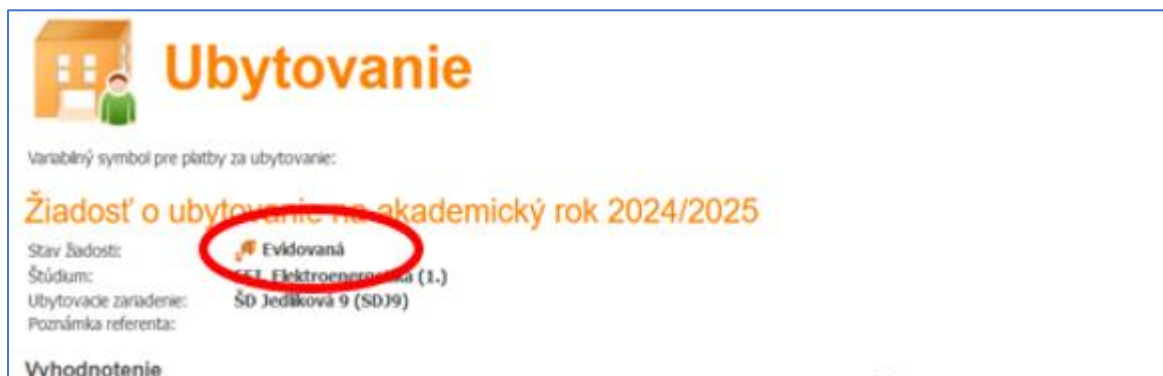 Ubytovanie
Variabilný symbol pre platby za ubytovanie:
Žiadosť o ubytovanie na akademický rok 2024/2025
Stav žiadosti: Evidovaná
Štúdium: FEI, Elektroenergetika (1.)
Ubytovacie zariadenie: ŠD Jedlíková 9 (SDJ9)
Poznámka referenta:
Vyhodnotenie